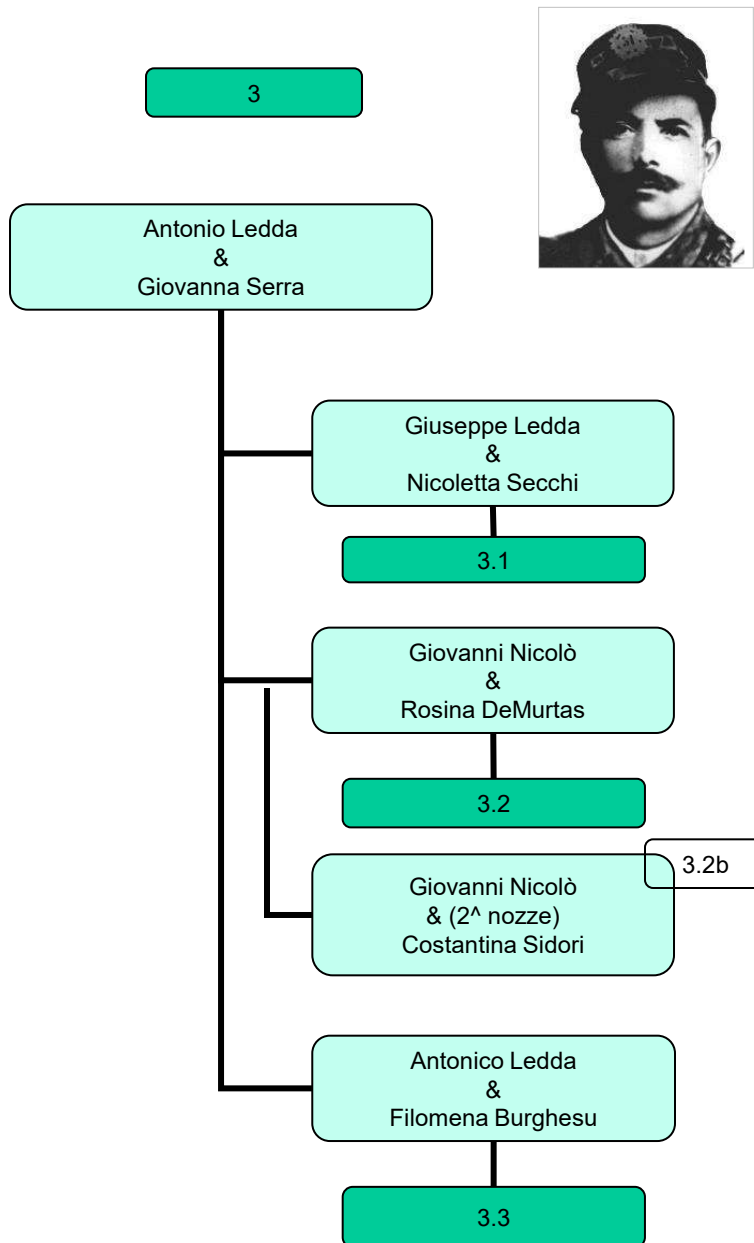 3
Antonio Ledda
&
Giovanna Serra
Giuseppe Ledda
&
Nicoletta Secchi
3.1
Giovanni Nicolò
&
Rosina DeMurtas
3.2
3.2b
Giovanni Nicolò
& (2^ nozze)
Costantina Sidori
Antonico Ledda
&
Filomena Burghesu
3.3